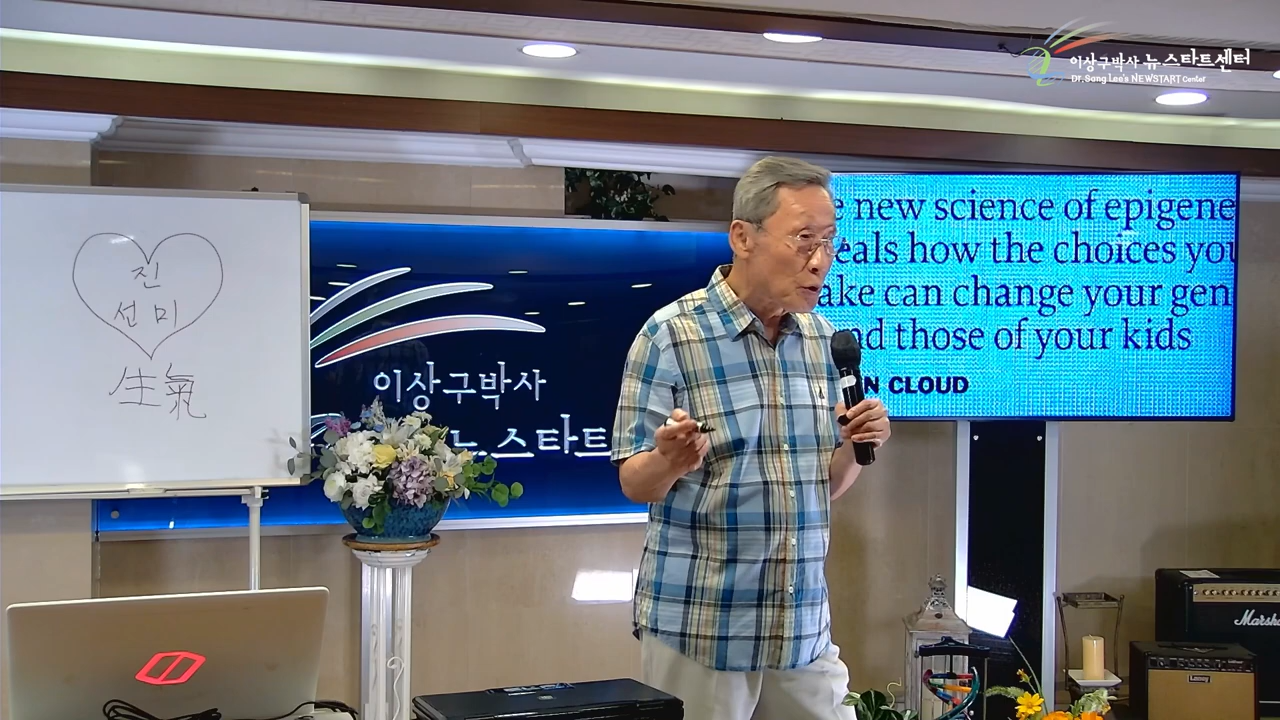 이상구박사 뉴스타트센터
Dr. Sang Lee's NEWSTART Center
진
선 미
生氣
이상구박사
뉴스타트
e new science of epigene
eals how the choices you
ake can change your gen
nd those of your kids
N CLOUD
Marsh
Laney